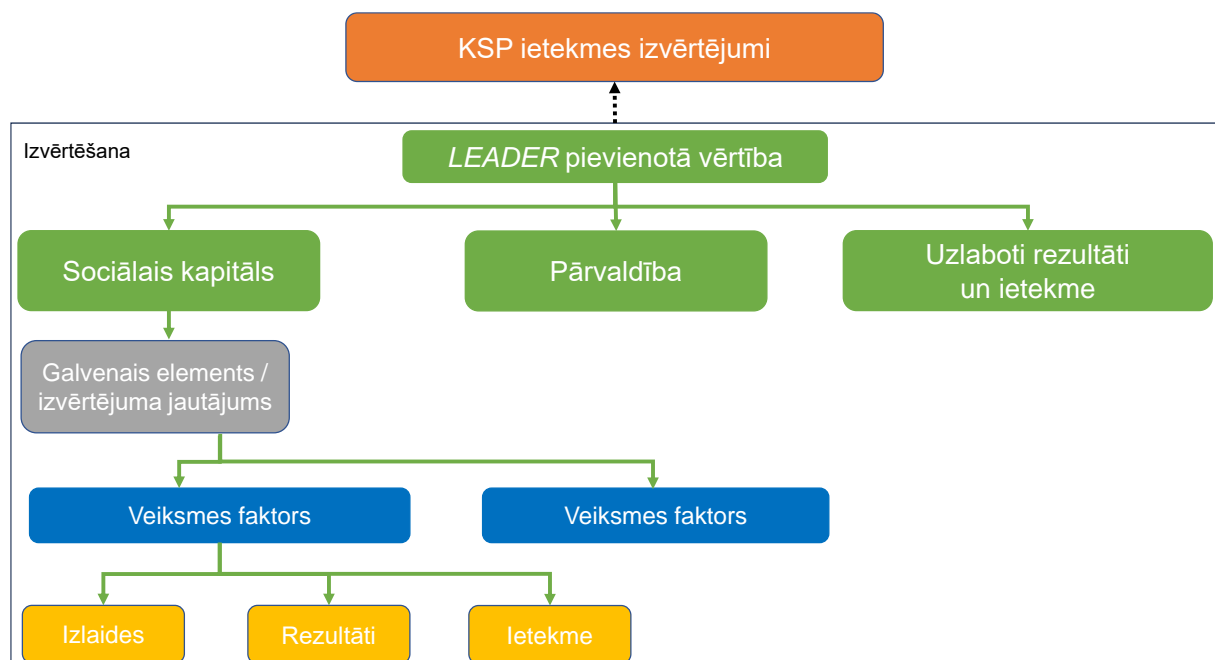 KSP ietekmes izvērtējumi
Izvērtēšana
LEADER pievienotā vērtība
Sociālais kapitāls
Pārvaldība
Uzlaboti rezultāti
un ietekme
Galvenais elements /
izvērtējuma jautājums
Veiksmes faktors
Veiksmes faktors
Izlaides
Rezultāti
Ietekme